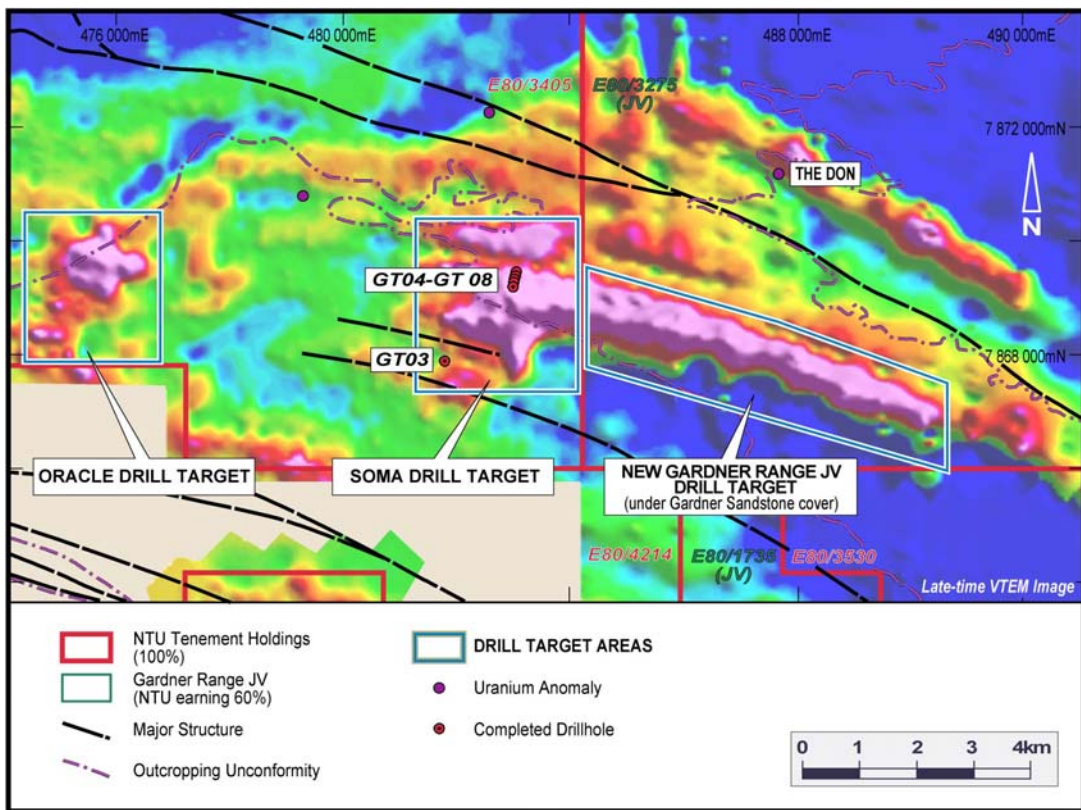 476 000mE
480 000mE
488 000mE
490 000mE
E80/3405
E80/3275
(JV)
7 872 000mN
THE DON
N
GT04-GT 08
GT03
7 868 000mN
ORACLE DRILL TARGET
SOMA DRILL TARGET
NEW GARDNER RANGE JV
DRILL TARGET
(under Gardner Sandstone cover)
E80/4214
E80/1735
(JV)
E80/3530
Late-time VTEM Image
NTU Tenement Holdings
(100%)
Gardner Range JV
(NTU earning 60%)
Major Structure
Outcropping Unconformity
DRILL TARGET AREAS
Uranium Anomaly
Completed Drillhole
0 1 2 3 4km